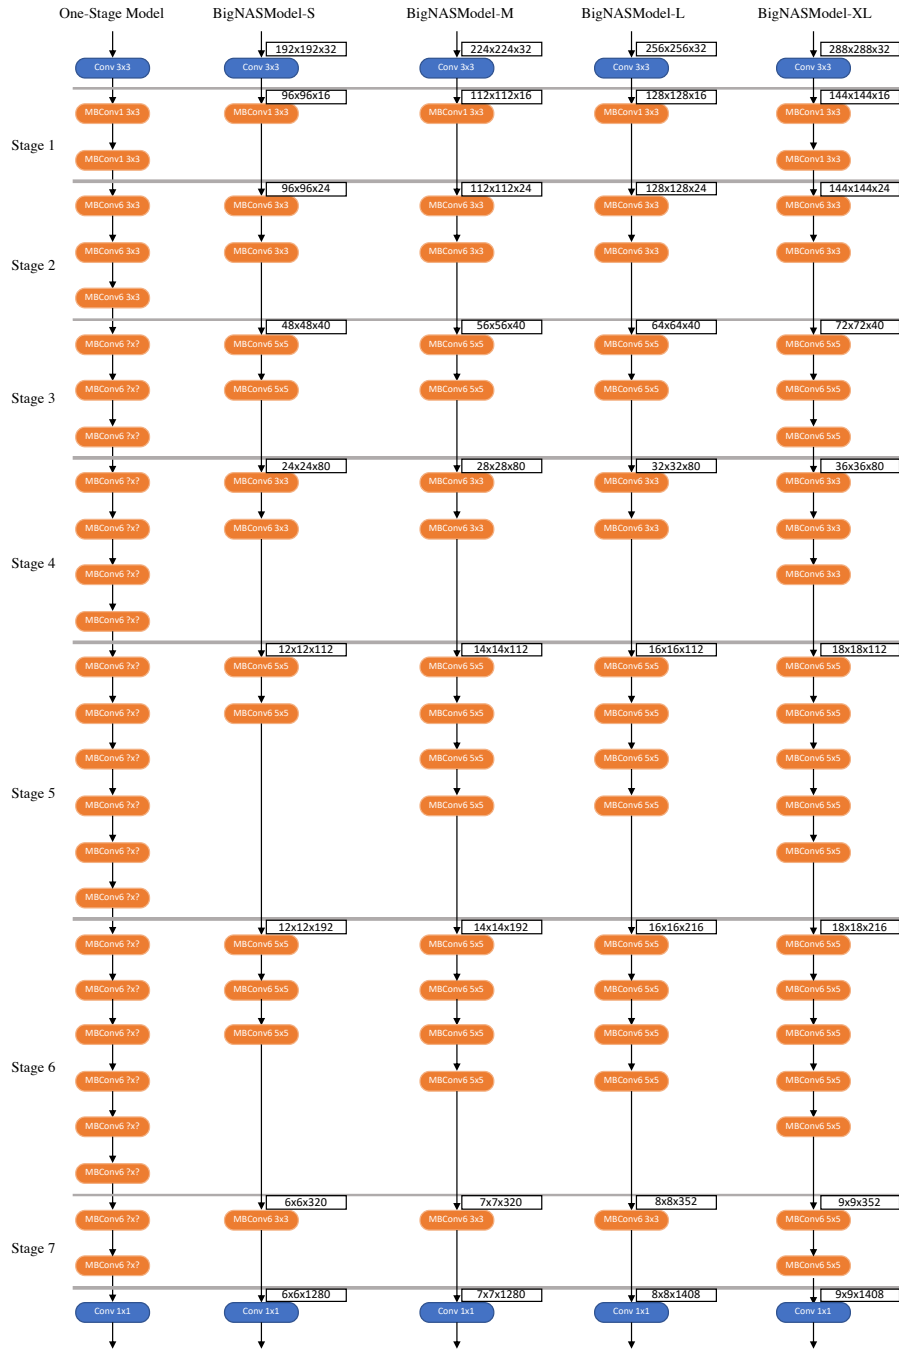 One-Stage Model BigNASModel-S BigNASModel-M BigNASModel-L BigNASModel-XL
192x192x32 224x224x32 256x256x32 288x288x32
Conv 3x3 Conv 3x3 Conv 3x3 Conv 3x3 Conv 3x3
96x96x16 112x112x16 128x128x16 144x144x16
MBConv1 3x3 MBConv1 3x3 MBConv1 3x3 MBConv1 3x3 MBConv1 3x3
Stage 1
MBConv1 3x3 MBConv1 3x3
96x96x24 112x112x24 128x128x24 144x144x24
MBConv6 3x3 MBConv6 3x3 MBConv6 3x3 MBConv6 3x3 MBConv6 3x3
MBConv6 3x3 MBConv6 3x3 MBConv6 3x3 MBConv6 3x3 MBConv6 3x3
Stage 2
MBConv6 3x3
48x48x40 56x56x40 64x64x40 72x72x40
MBConv6 ?x? MBConv6 5x5 MBConv6 5x5 MBConv6 5x5 MBConv6 5x5
MBConv6 ?x? MBConv6 5x5 MBConv6 5x5 MBConv6 5x5 MBConv6 5x5
Stage 3
MBConv6 ?x? MBConv6 5x5
24x24x80 28x28x80 32x32x80 36x36x80
MBConv6 ?x? MBConv6 3x3 MBConv6 3x3 MBConv6 3x3 MBConv6 3x3
MBConv6 ?x? MBConv6 3x3 MBConv6 3x3 MBConv6 3x3 MBConv6 3x3
Stage 4
MBConv6 ?x? MBConv6 3x3
MBConv6 ?x?
12x12x112 14x14x112 16x16x112 18x18x112
MBConv6 ?x? MBConv6 5x5 MBConv6 5x5 MBConv6 5x5 MBConv6 5x5
MBConv6 ?x? MBConv6 5x5 MBConv6 5x5 MBConv6 5x5 MBConv6 5x5
MBConv6 ?x? MBConv6 5x5 MBConv6 5x5 MBConv6 5x5
Stage 5
MBConv6 ?x? MBConv6 5x5 MBConv6 5x5 MBConv6 5x5
MBConv6 ?x? MBConv6 5x5
MBConv6 ?x?
12x12x192 14x14x192 16x16x216 18x18x216
MBConv6 ?x? MBConv6 5x5 MBConv6 5x5 MBConv6 5x5 MBConv6 5x5
MBConv6 ?x? MBConv6 5x5 MBConv6 5x5 MBConv6 5x5 MBConv6 5x5
MBConv6 ?x? MBConv6 5x5 MBConv6 5x5 MBConv6 5x5 MBConv6 5x5
Stage 6
MBConv6 ?x? MBConv6 5x5 MBConv6 5x5 MBConv6 5x5
MBConv6 ?x? MBConv6 5x5
MBConv6 ?x?
6x6x320 7x7x320 8x8x352 9x9x352
MBConv6 ?x? MBConv6 3x3 MBConv6 3x3 MBConv6 3x3 MBConv6 5x5
Stage 7
MBConv6 ?x? MBConv6 5x5
6x6x1280 7x7x1280 8x8x1408 9x9x1408
Conv 1x1 Conv 1x1 Conv 1x1 Conv 1x1 Conv 1x1